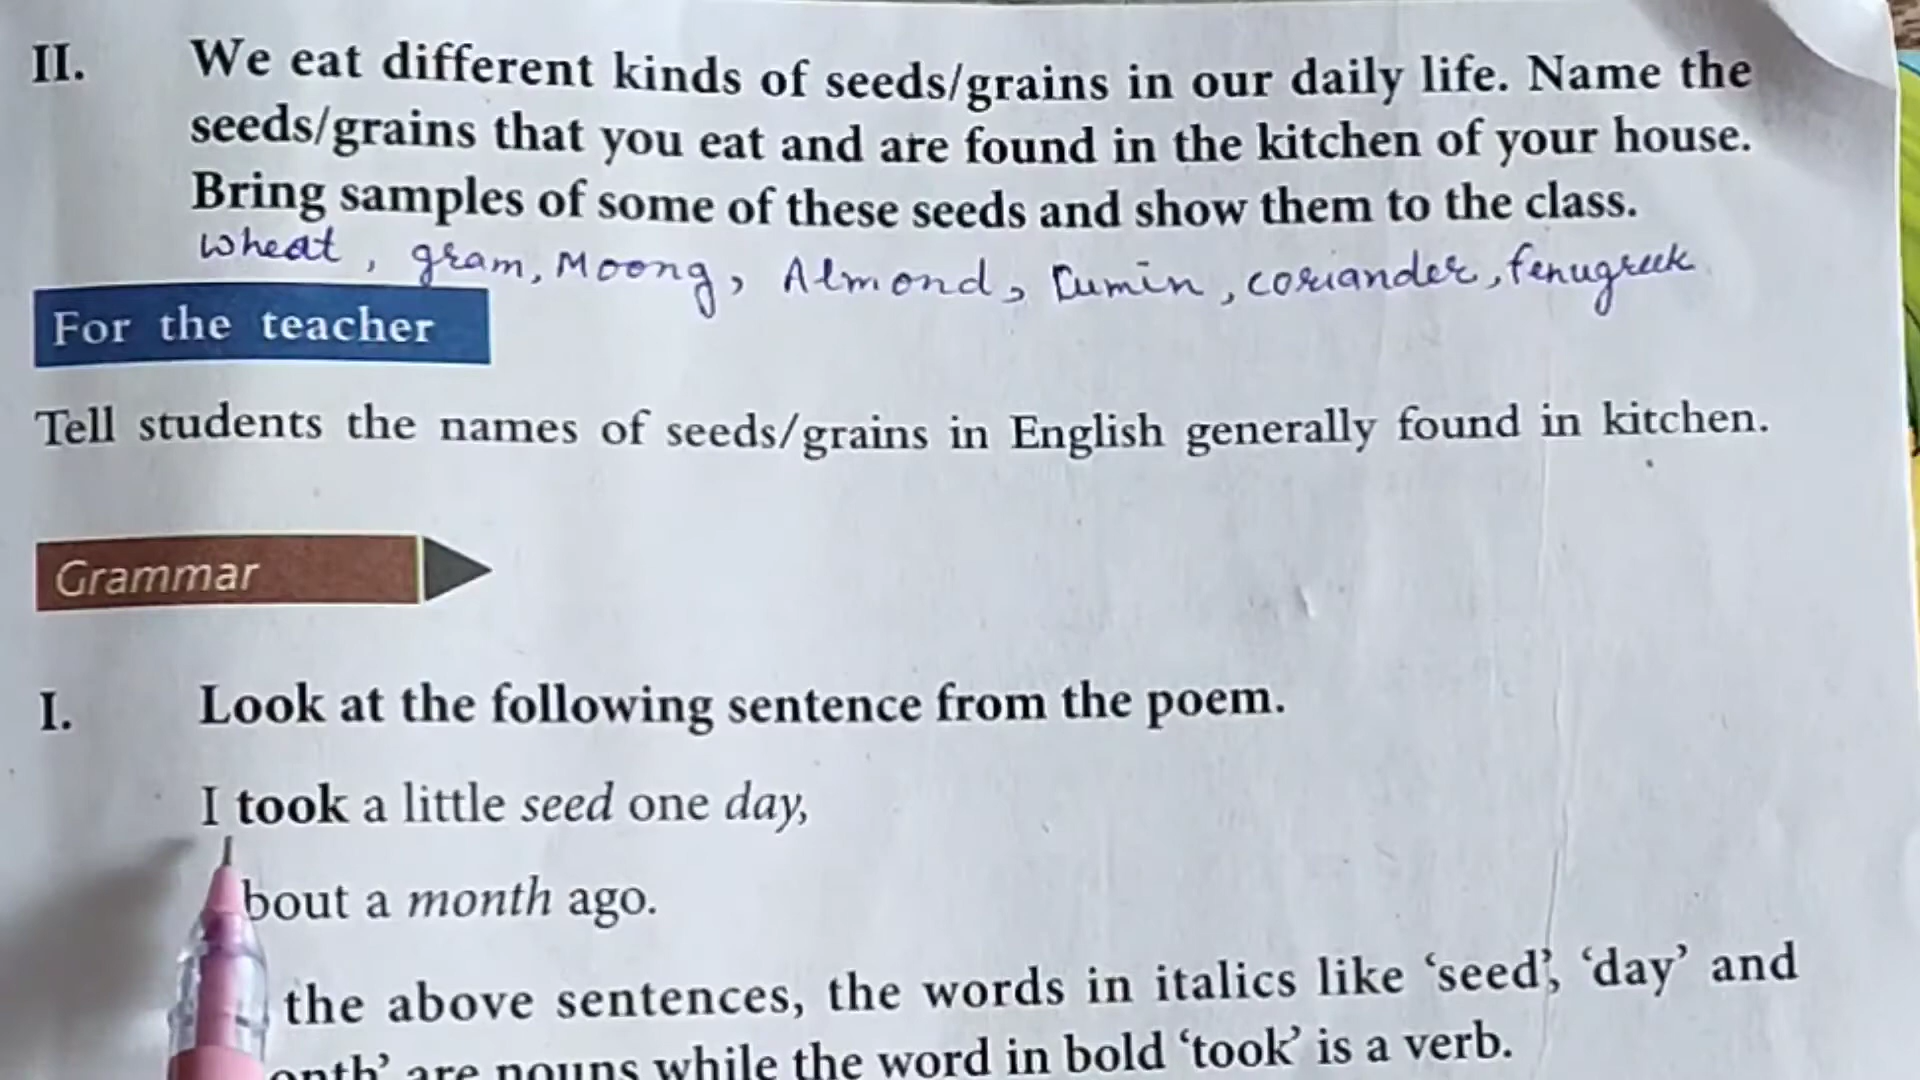 II. We eat different kinds of seeds/grains in our daily life. Name the
seeds/grains that you eat and are found in the kitchen of your house.
Bring samples of some of these seeds and show them to the class.
Wheat, gram, Moong, Almond, Cumin, coriander, fenugreek
For the teacher
Tell students the names of seeds/grains in English generally found in kitchen.
Grammar
I. Look at the following sentence from the poem.
I took a little seed one day,
bout a month ago.
the above sentences, the words in italics like ‘seed’, ‘day’ and
onth’ are nouns while the word in bold ‘took’ is a verb.